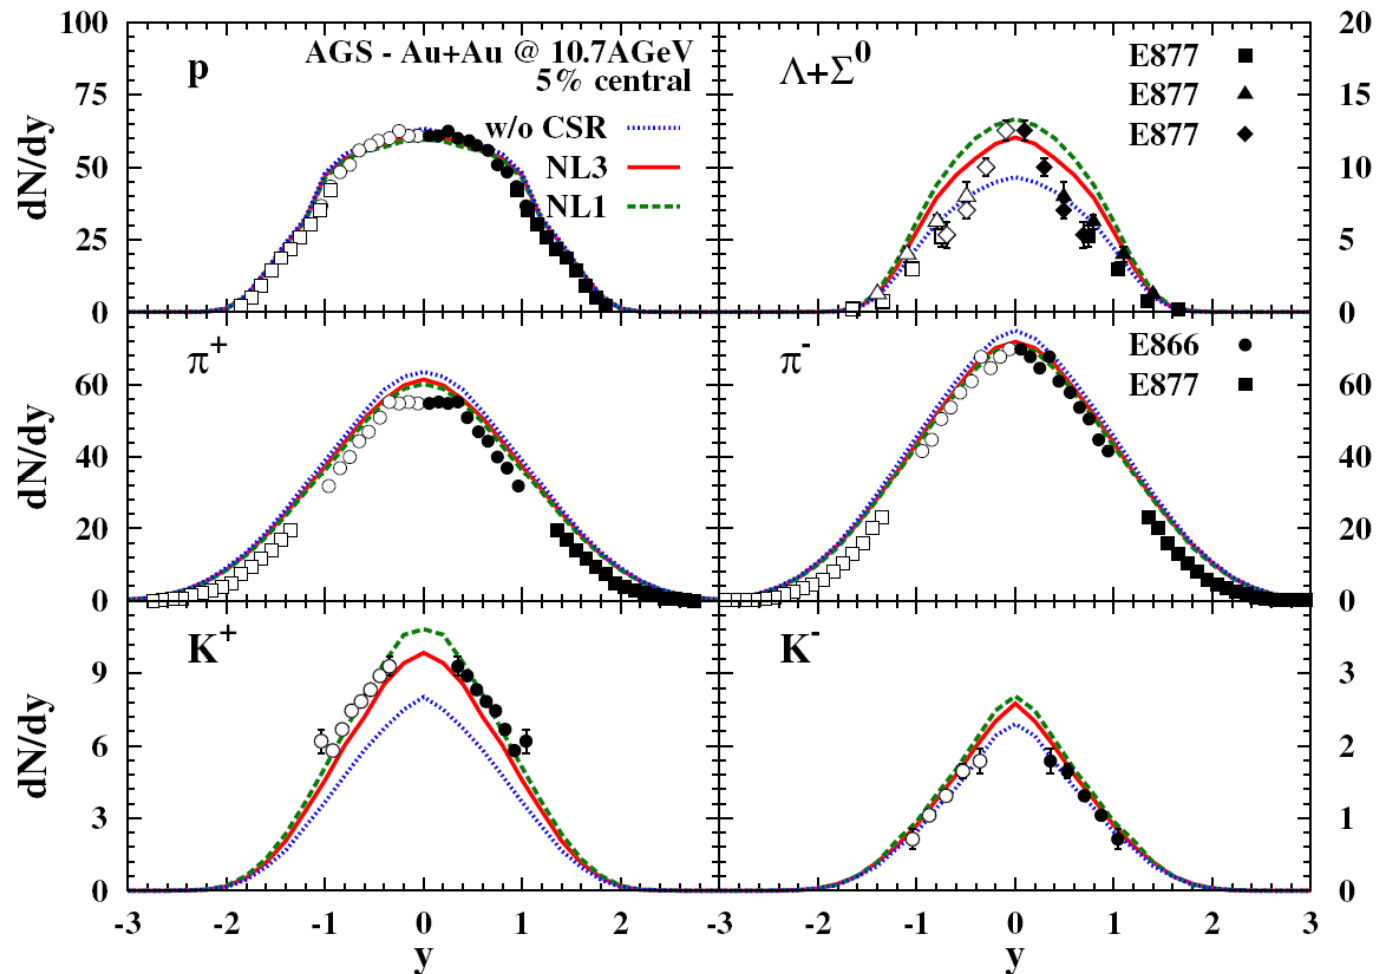 100
75
50
25
0
dN/dy
p
AGS - Au+Au @ 10.7AGeV
5% central
w/o CSR
NL3
NL1
Λ+Σ⁰
E877
E877
E877
20
15
10
5
0
60
40
20
0
dN/dy
π⁺
π⁻
E866
E877
60
40
20
0
9
6
3
0
dN/dy
K⁺
K⁻
3
2
1
0
-3 -2 -1 0 1 2 -3 -2 -1 0 1 2 3
y y